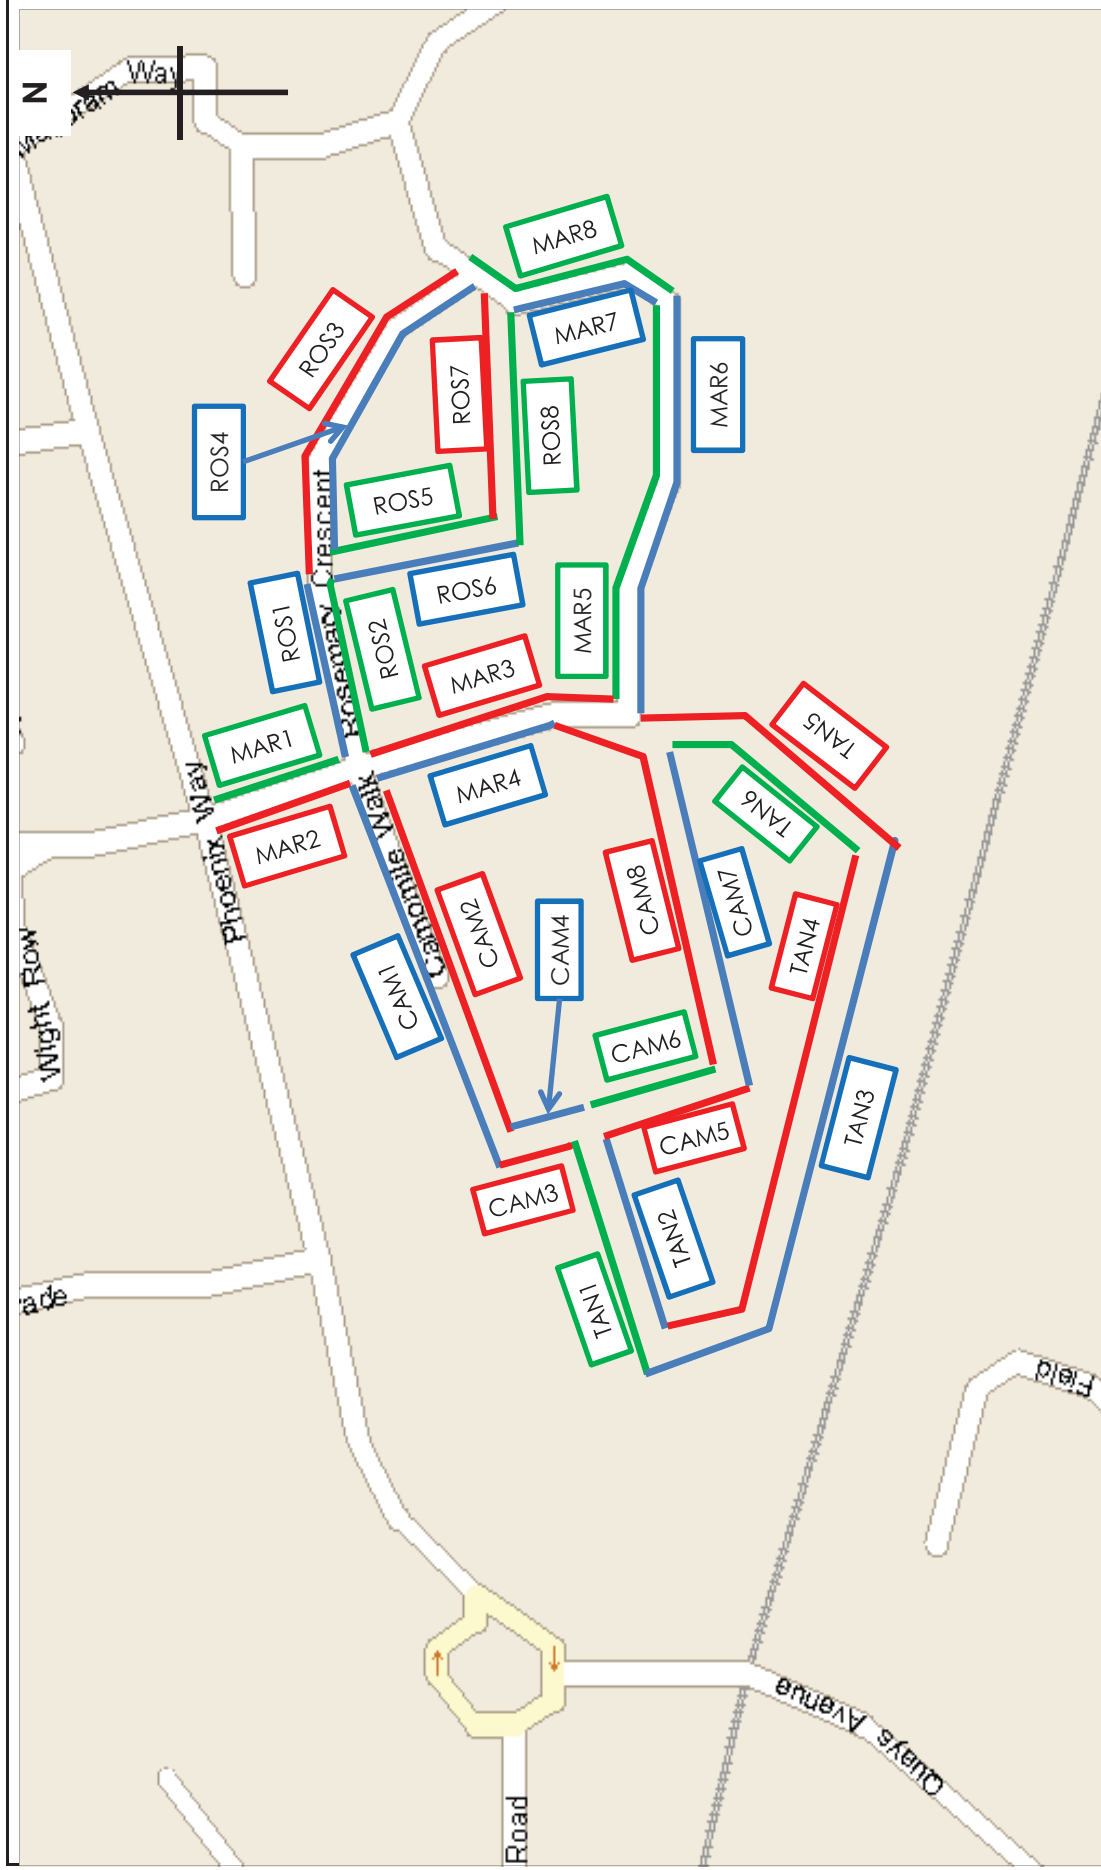 N
Way
Phoenix Way
Wight Row
Rosemary Crescent
Camomile Walk
Road
Quays Avenue
Field
ade
ROS3
ROS4
ROS7
ROS5
ROS8
ROS1
ROS2
ROS6
MAR8
MAR7
MAR6
MAR5
MAR3
MAR1
MAR4
MAR2
TAN5
TAN6
CAM8
CAM7
CAM2
CAM4
CAM1
CAM6
TAN4
CAM5
CAM3
TAN3
TAN2
TAN1